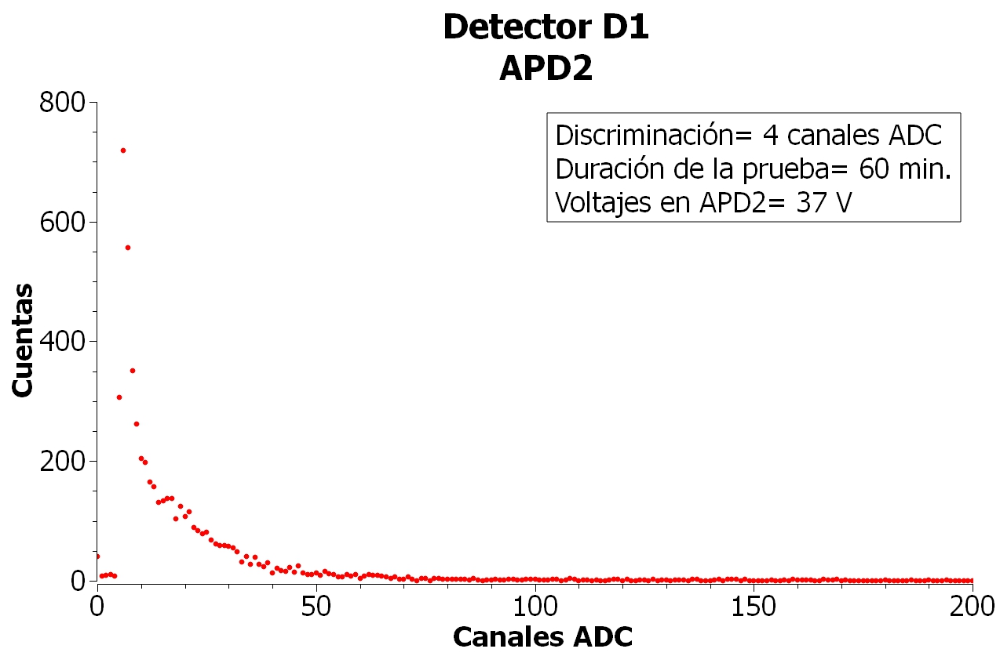 Detector D1
APD2
800
600
400
200
0
Cuentas
Discriminación= 4 canales ADC
Duración de la prueba= 60 min.
Voltajes en APD2= 37 V
0 50 100 150 200
Canales ADC